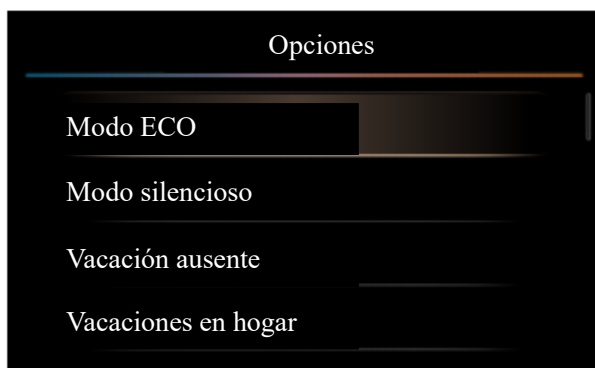 Opciones
Modo ECO
Modo silencioso
Vacación ausente
Vacaciones en hogar